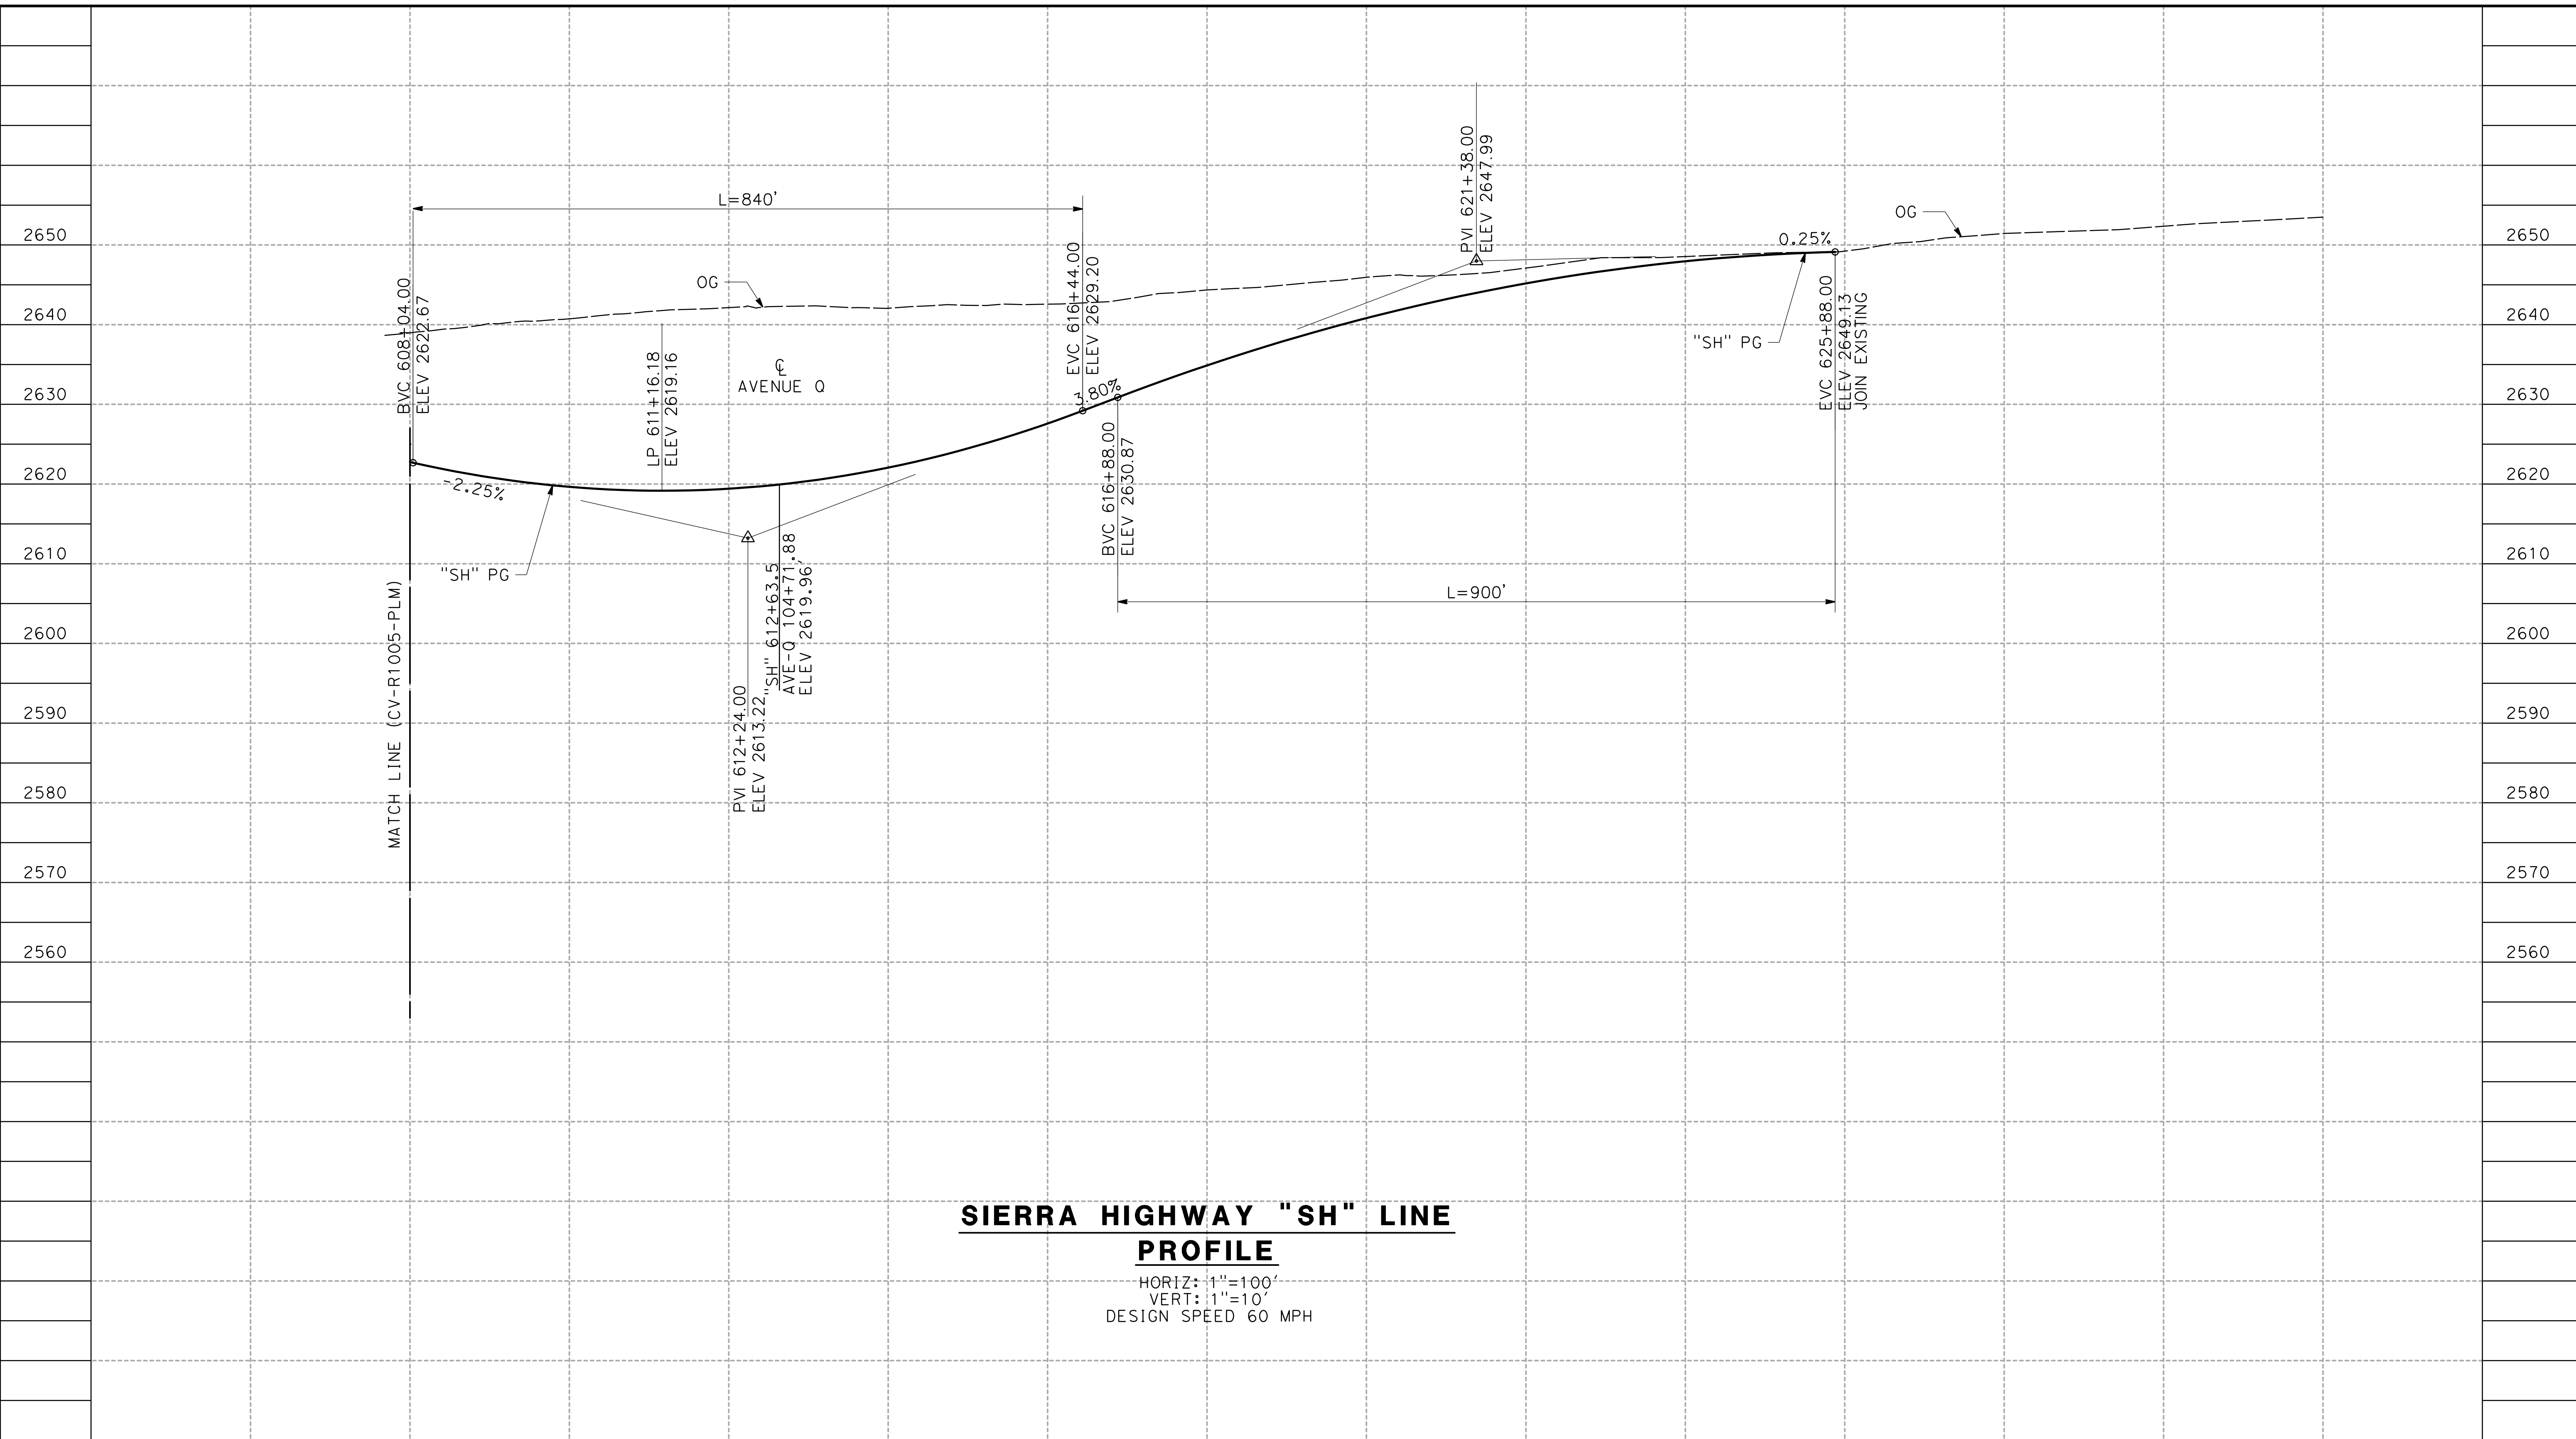 2650
2640
2630
2620
2610
2600
2590
2580
2570
2560
MATCH LINE (CV-R1005-PLM)
BVC 608+04.00
ELEV 2622.67
L=840'
OG
-2.25%
"SH" PG
LP 611+16.18
ELEV 2619.16
℄
AVENUE Q
PVI 612+24.00
ELEV 2613.22
"SH" 612+63.5
AVE-Q 104+71.88
ELEV 2619.96'
EVC 616+44.00
ELEV 2629.20
3.80%
BVC 616+88.00
ELEV 2630.87
L=900'
PVI 621+38.00
ELEV 2647.99
"SH" PG
0.25%
EVC 625+88.00
ELEV 2649.13
JOIN EXISTING
OG
2650
2640
2630
2620
2610
2600
2590
2580
2570
2560
SIERRA HIGHWAY "SH" LINE
PROFILE
HORIZ: 1"=100'
VERT: 1"=10'
DESIGN SPEED 60 MPH